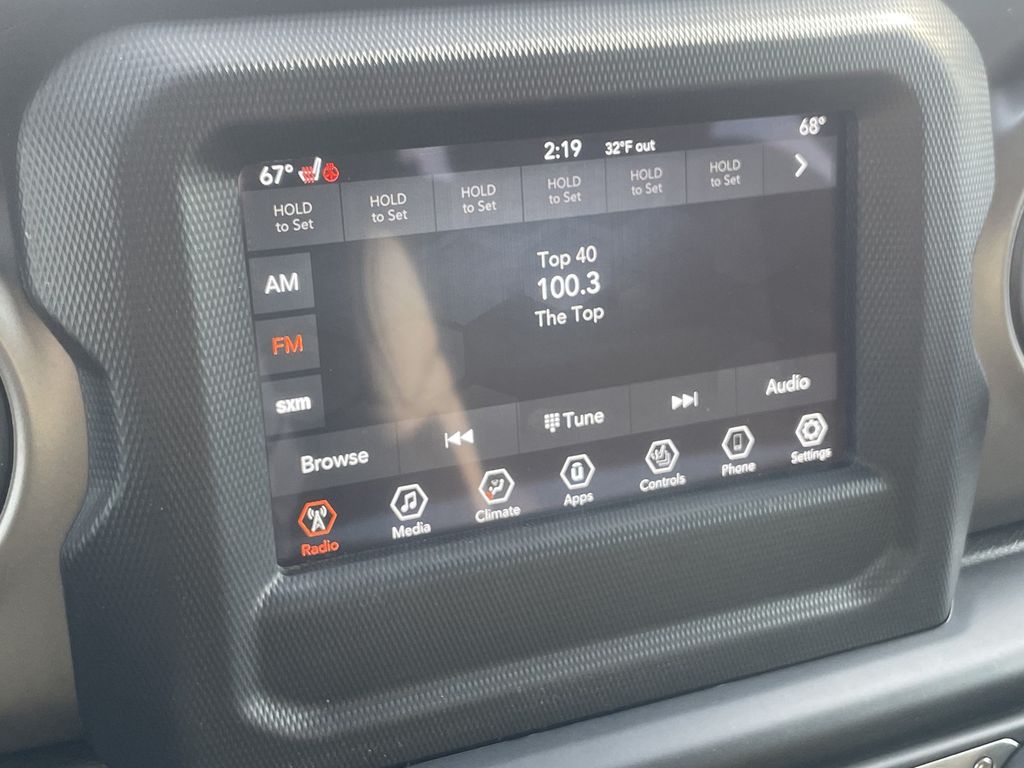 67° 2:19 32°F out 68°
HOLD to Set
HOLD to Set
HOLD to Set
HOLD to Set
HOLD to Set
HOLD to Set
AM
FM
sxm
Top 40
100.3
The Top
Browse
Tune
Audio
Radio
Media
Climate
Apps
Controls
Phone
Settings